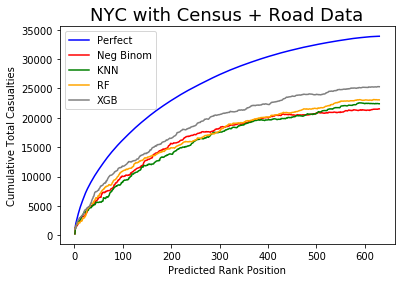 NYC with Census + Road Data
Cumulative Total Casualties
35000
30000
25000
20000
15000
10000
5000
0
Perfect
Neg Binom
KNN
RF
XGB
0 100 200 300 400 500 600
Predicted Rank Position